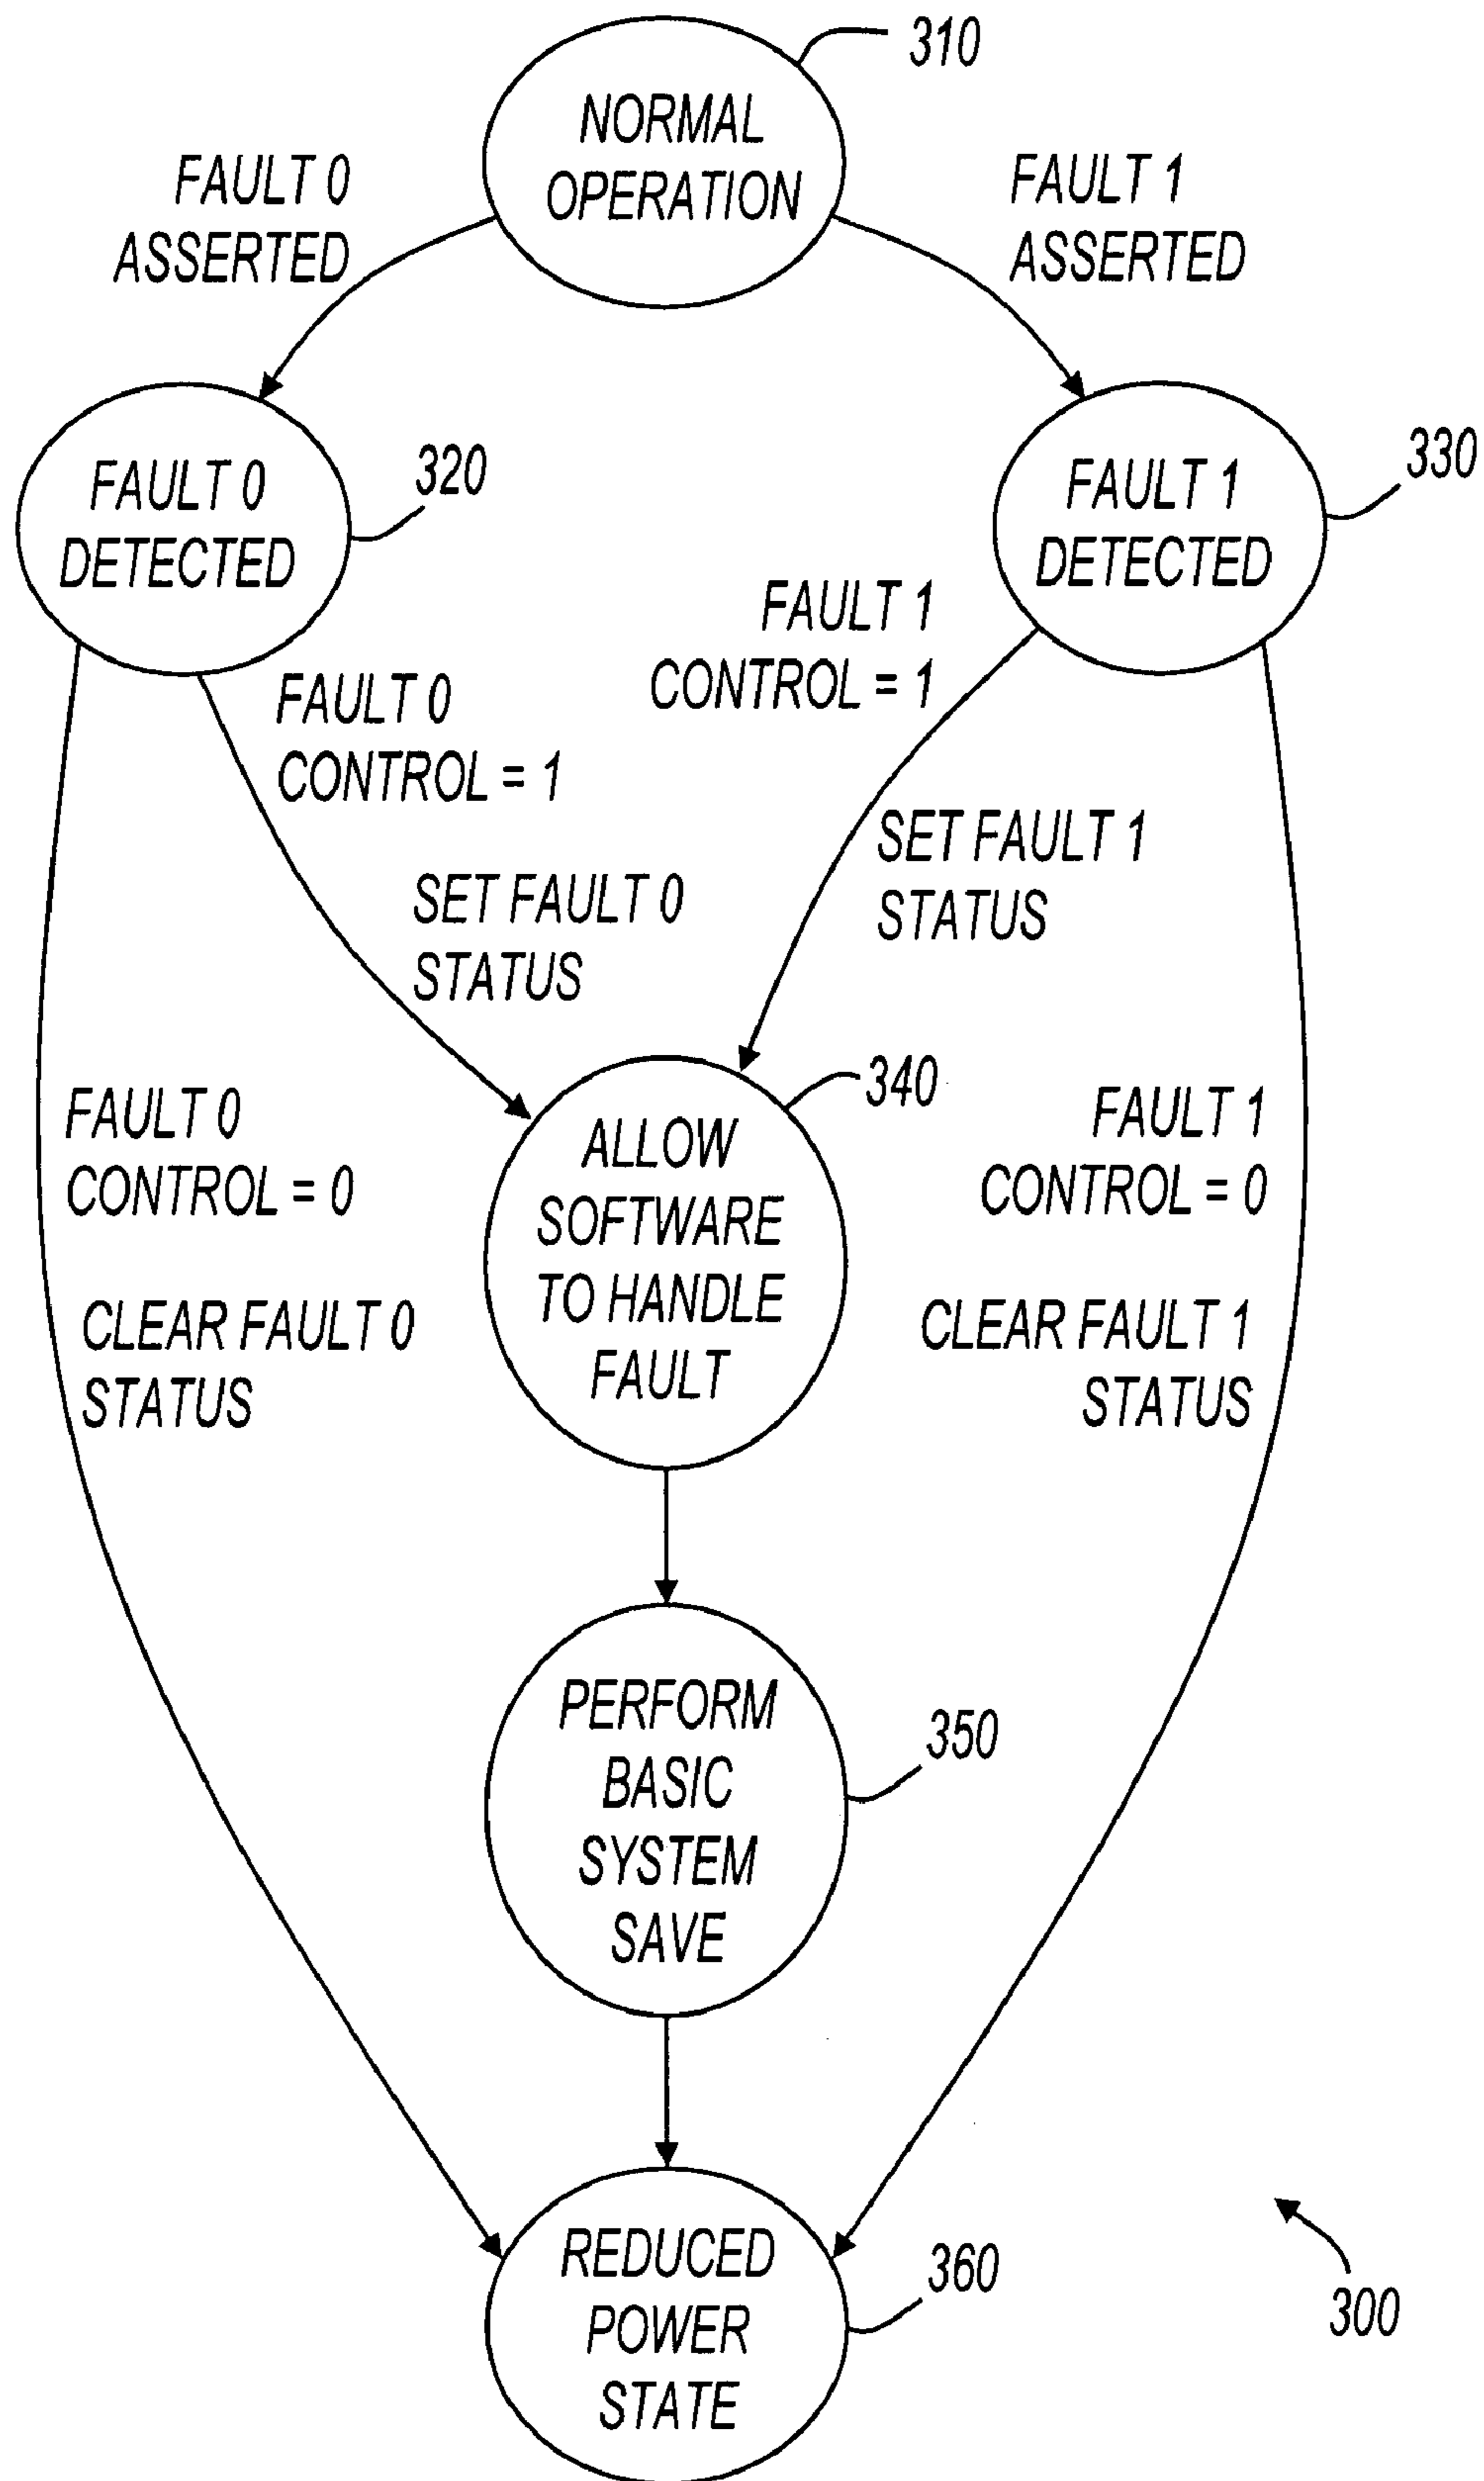 310
NORMAL
OPERATION
FAULT 0
ASSERTED
FAULT 1
ASSERTED
FAULT 0
DETECTED
320
FAULT 1
DETECTED
330
FAULT 0
CONTROL = 1
FAULT 1
CONTROL = 1
SET FAULT 0
STATUS
SET FAULT 1
STATUS
340
ALLOW
SOFTWARE
TO HANDLE
FAULT
FAULT 0
CONTROL = 0
CLEAR FAULT 0
STATUS
FAULT 1
CONTROL = 0
CLEAR FAULT 1
STATUS
PERFORM
BASIC
SYSTEM
SAVE
350
REDUCED
POWER
STATE
360
300